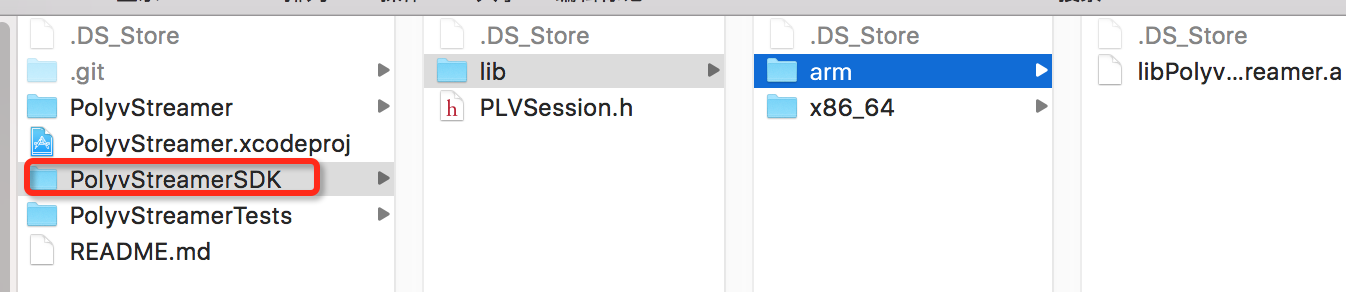 .DS_Store
.git
PolyvStreamer
PolyvStreamer.xcodeproj
PolyvStreamerSDK
PolyvStreamerTests
README.md
.DS_Store
lib
PLVSession.h
.DS_Store
arm
x86_64
.DS_Store
libPolyv...reamer.a